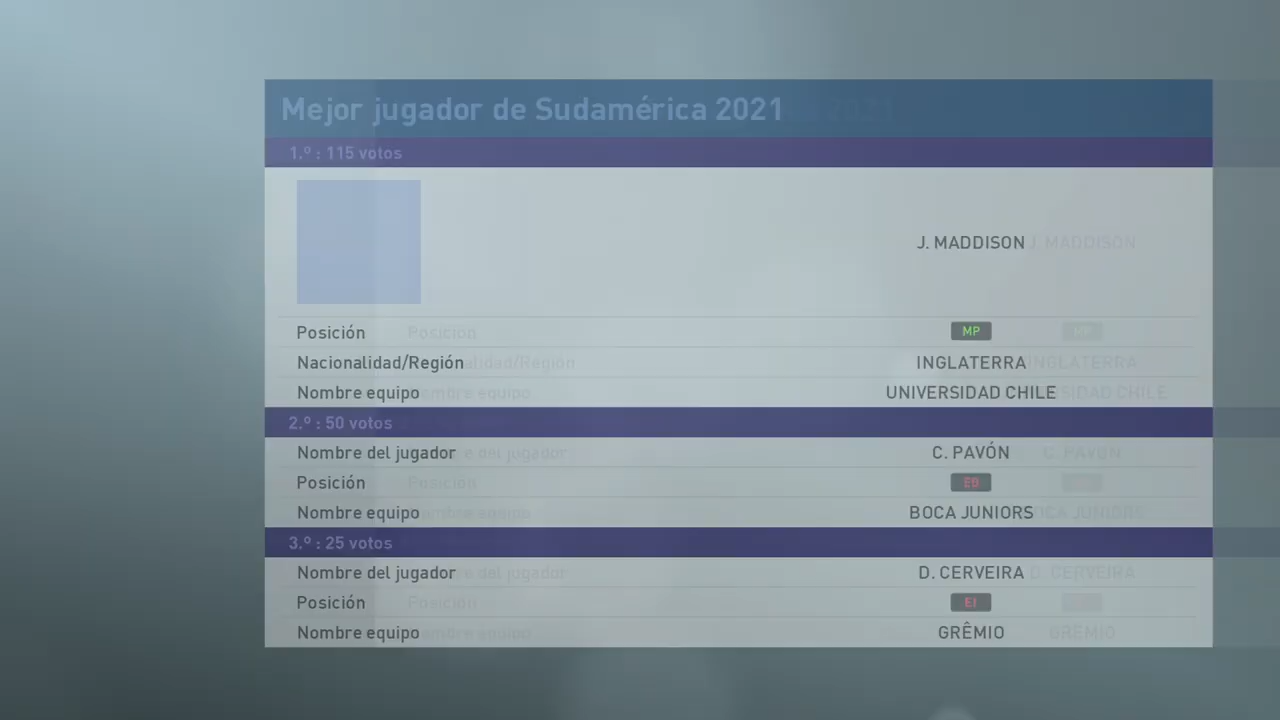 Mejor jugador de Sudamérica 2021
1.º : 115 votos
J. MADDISON
Posición MP
Nacionalidad/Región INGLATERRA
Nombre equipo UNIVERSIDAD CHILE
2.º : 50 votos
Nombre del jugador C. PAVÓN
Posición ED
Nombre equipo BOCA JUNIORS
3.º : 25 votos
Nombre del jugador D. CERVEIRA
Posición EI
Nombre equipo GRÊMIO